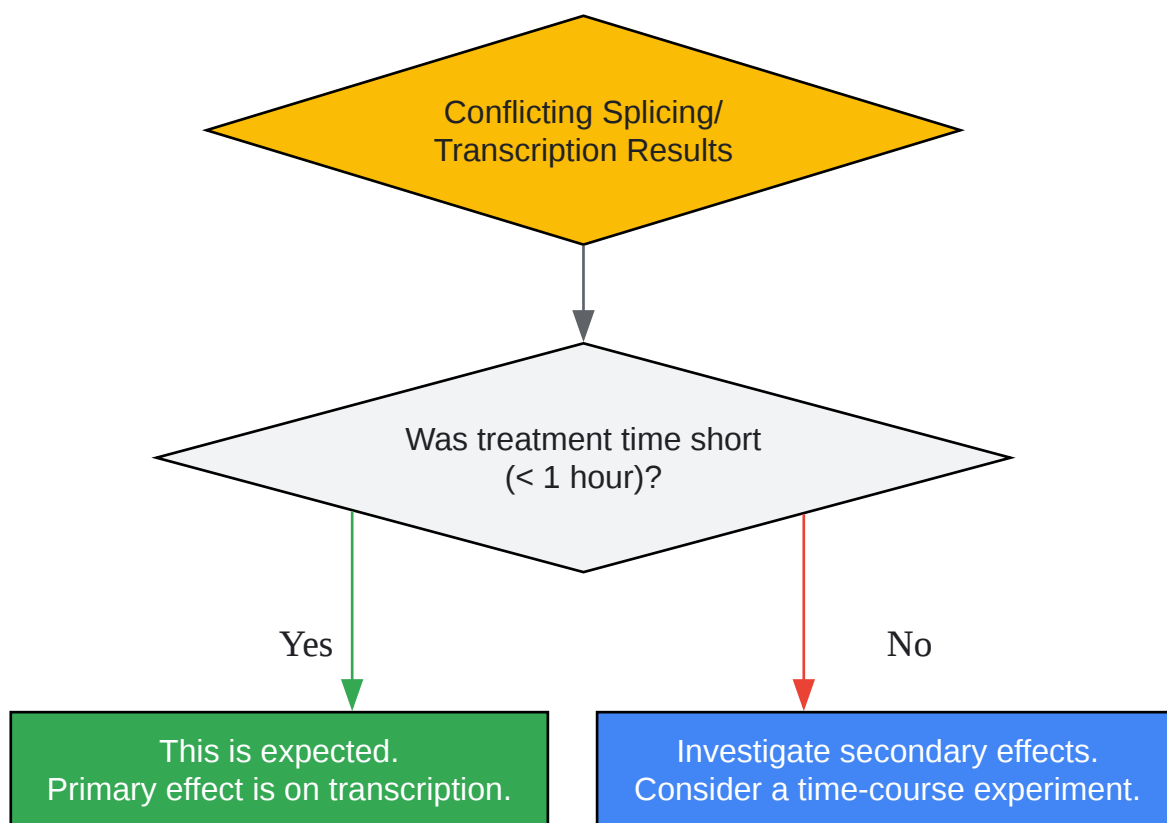 Conflicting Splicing/
Transcription Results
Was treatment time short
(< 1 hour)?
Yes
No
This is expected.
Primary effect is on transcription.
Investigate secondary effects.
Consider a time-course experiment.